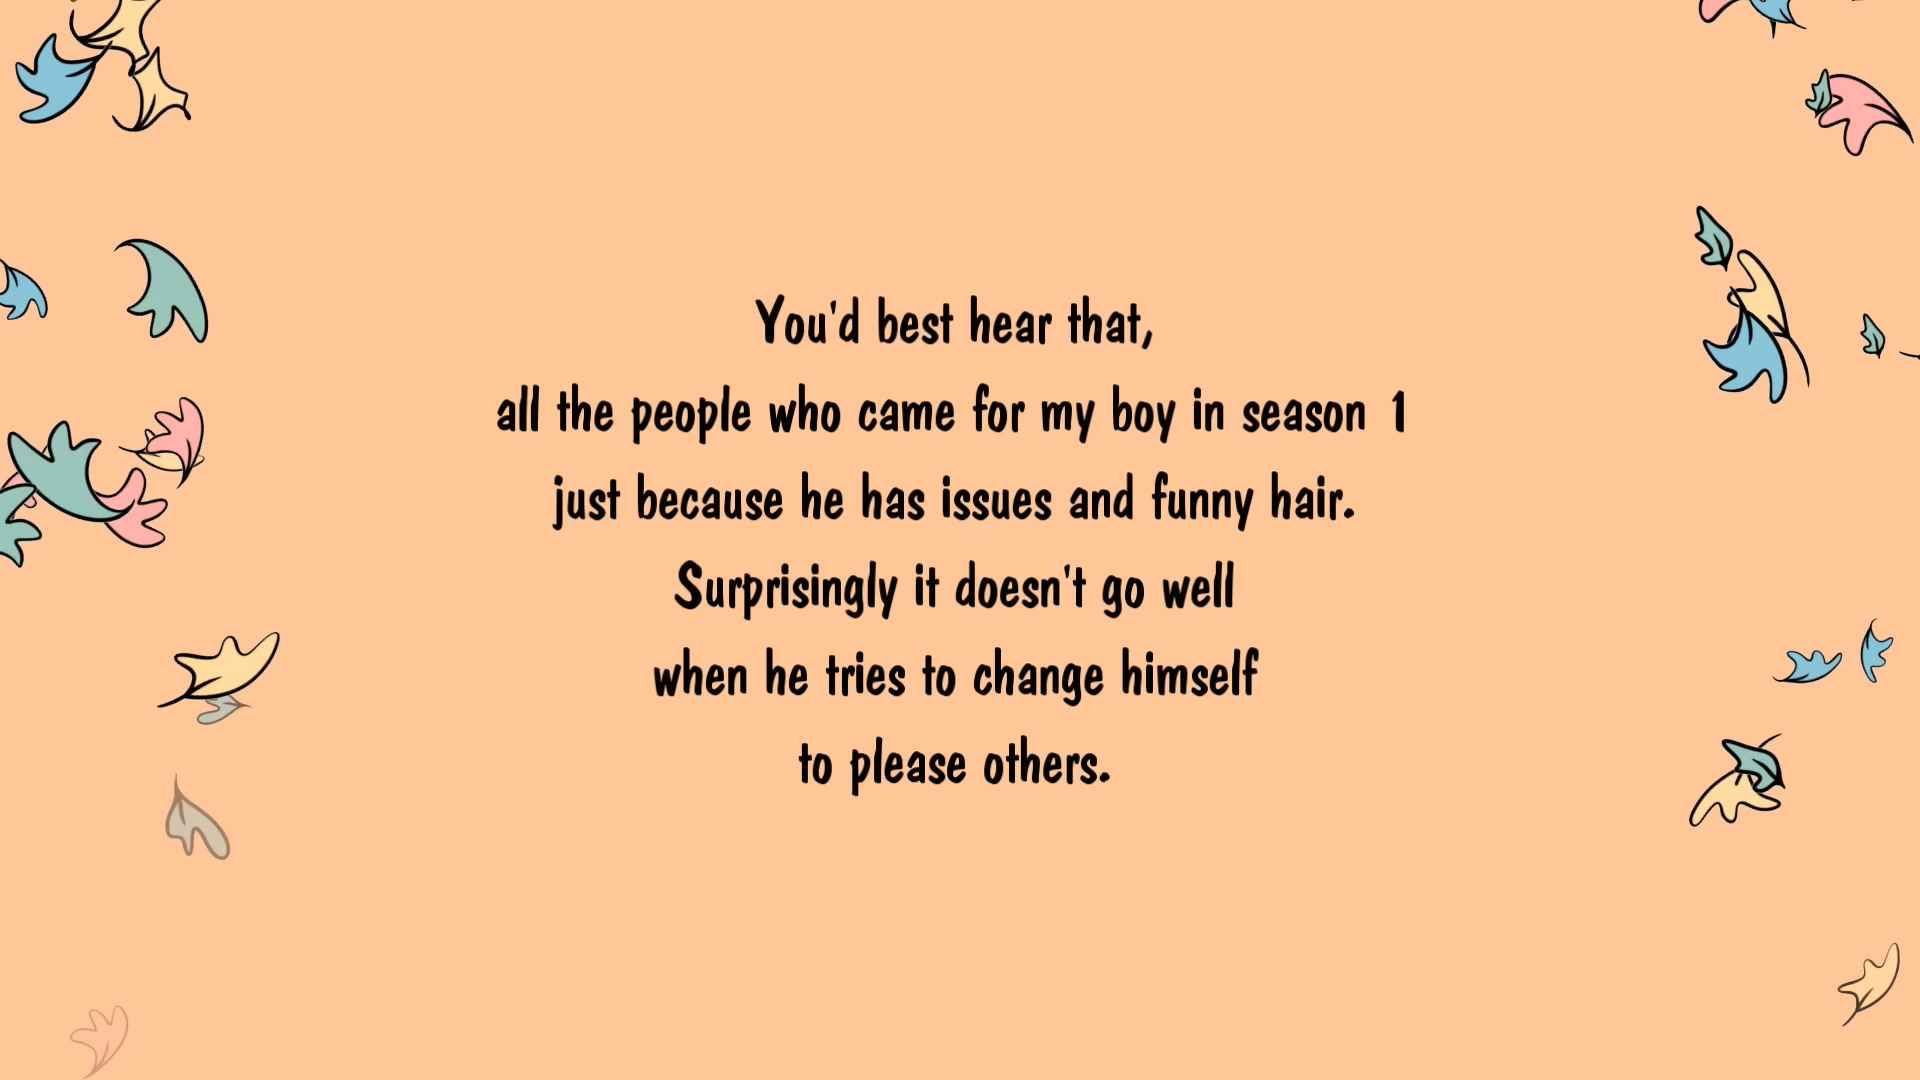 You'd best hear that,
all the people who came for my boy in season 1
just because he has issues and funny hair.
Surprisingly it doesn't go well
when he tries to change himself
to please others.